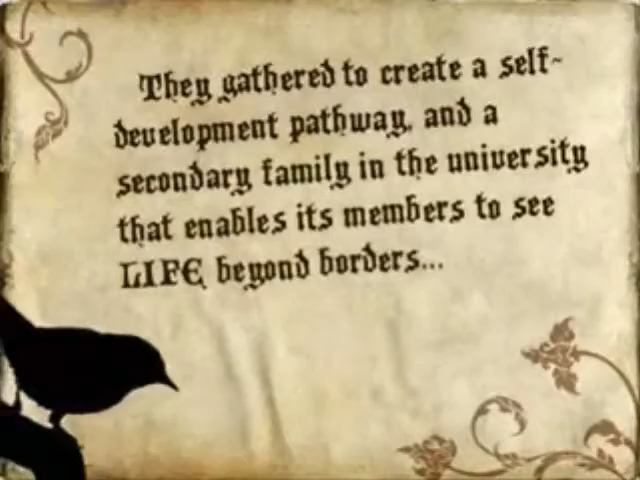 They gathered to create a self-
development pathway, and a
secondary family in the university
that enables its members to see
LIFE beyond borders...